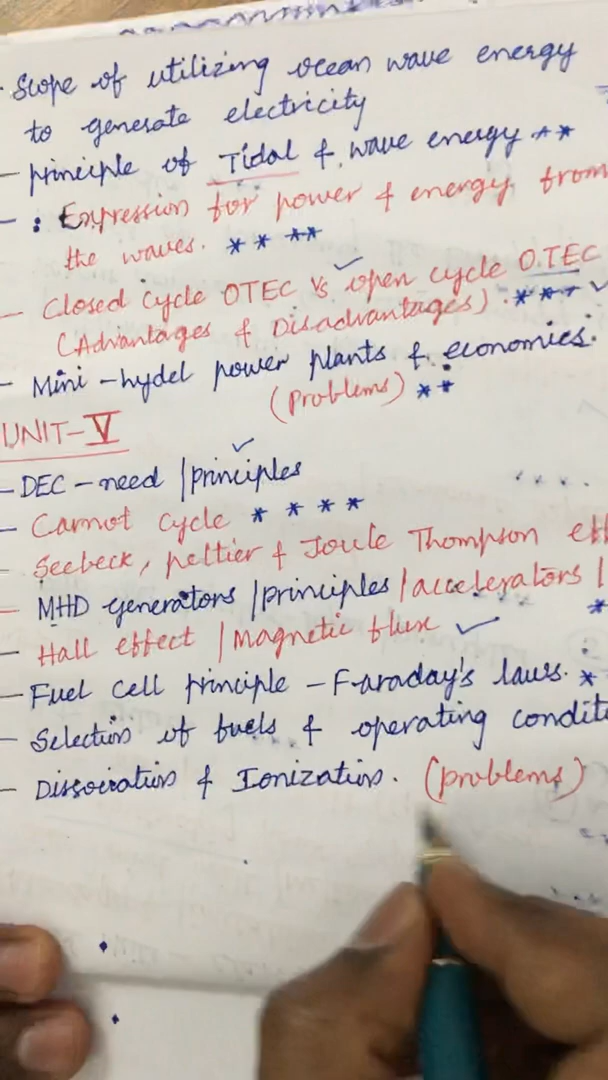 Scope of utilizing ocean wave energy
to generate electricity
- principle of Tidal & wave energy **
- : Expression for power & energy from
the waves. ****
- Closed cycle OTEC Vs open cycle OTEC
(Advantages & Disadvantages). ***
- Mini-hydel power plants & economics.
(problems) **
UNIT-V
- DEC - need / principles
- Carnot cycle ****
- Seebeck, peltier & Joule Thompson
- MHD generators / principles / accelerators /
- Hall effect / Magnetic flux *
- Fuel cell principle - Faraday's laws. *
- Selection of fuels & operating
- Dissociation & Ionization. (problems)